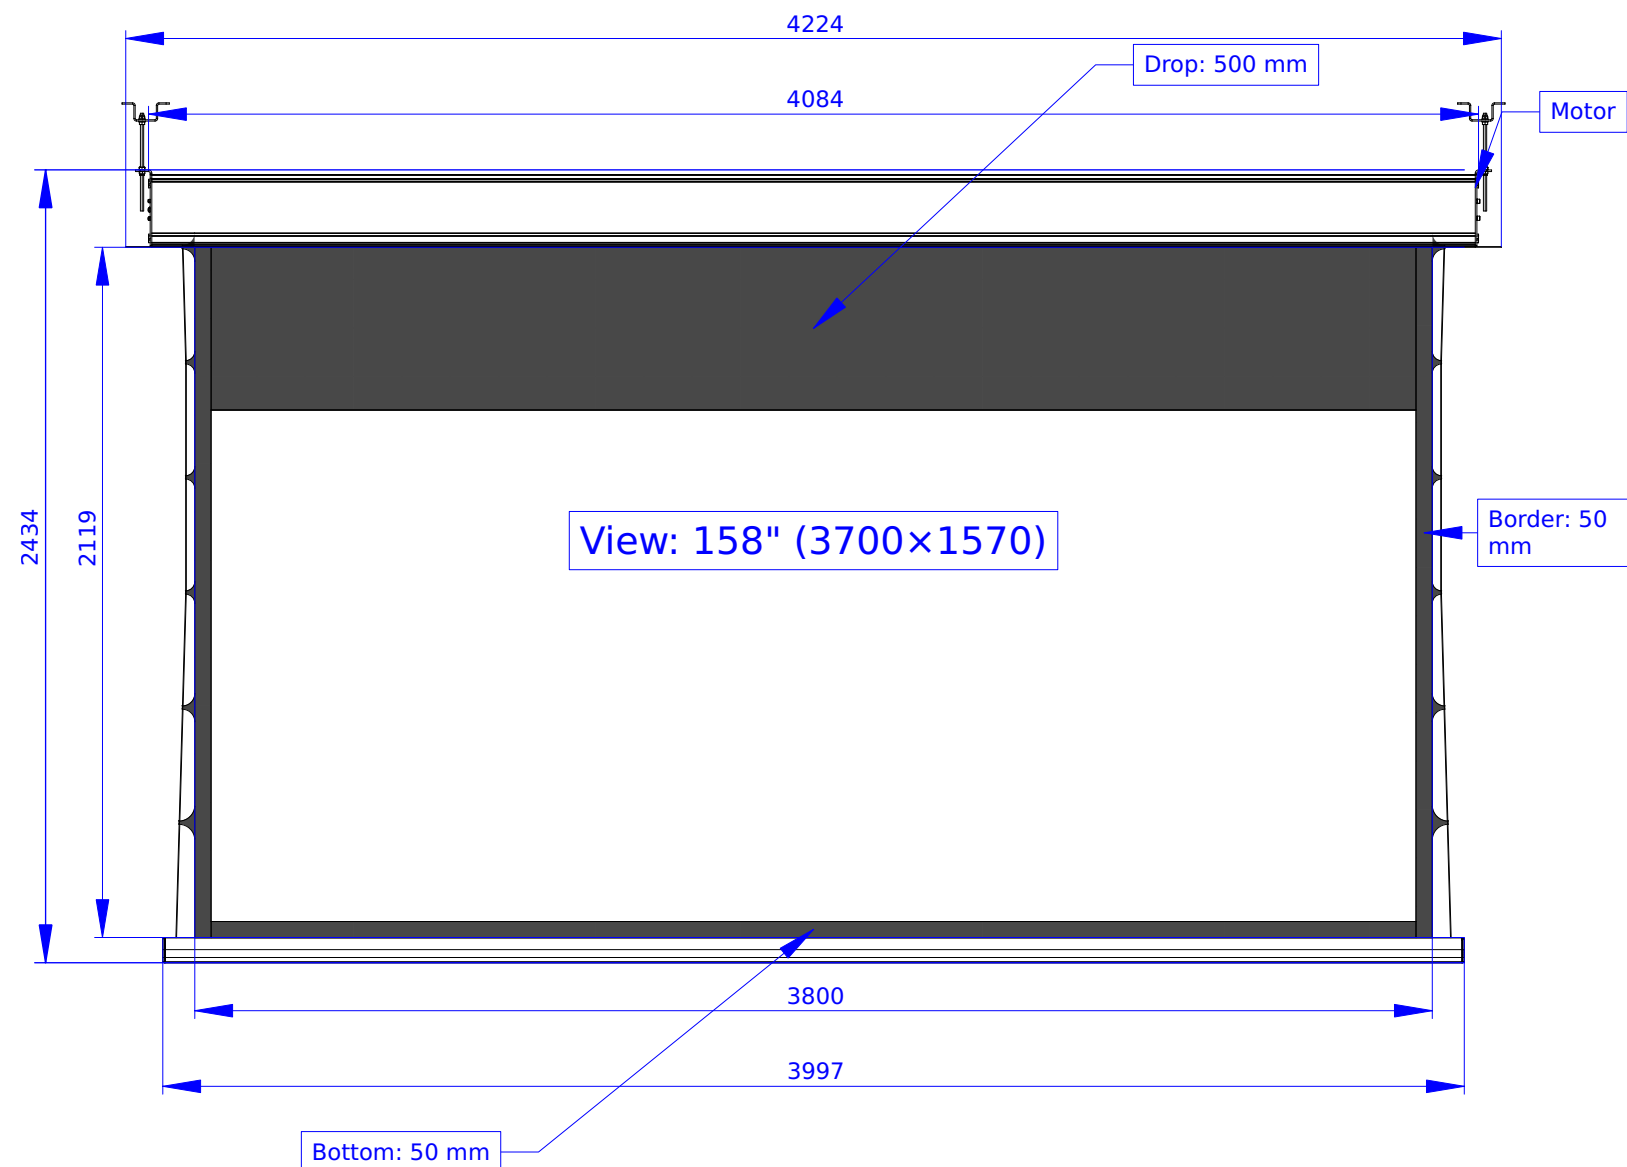 4224
Drop: 500 mm
4084
Motor
2434
2119
View: 158" (3700×1570)
Border: 50
mm
3800
3997
Bottom: 50 mm